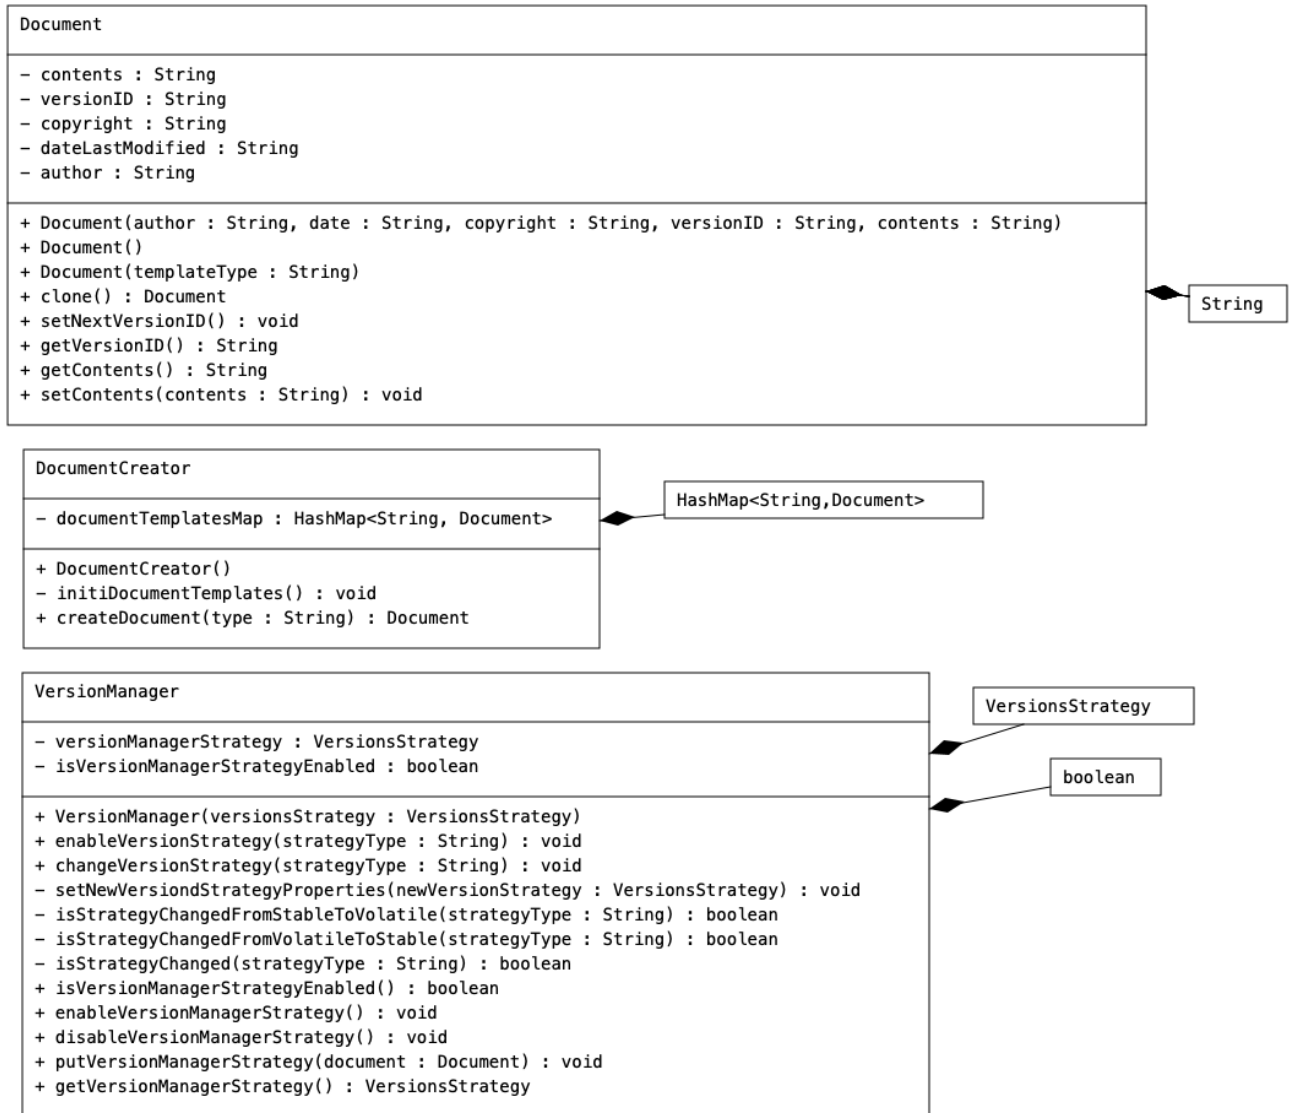 Document
– contents : String
– versionID : String
– copyright : String
– dateLastModified : String
– author : String
+ Document(author : String, date : String, copyright : String, versionID : String, contents : String)
+ Document()
+ Document(templateType : String)
+ clone() : Document
+ setNextVersionID() : void
+ getVersionID() : String
+ getContents() : String
+ setContents(contents : String) : void
String
DocumentCreator
– documentTemplatesMap : HashMap<String, Document>
+ DocumentCreator()
– initiDocumentTemplates() : void
+ createDocument(type : String) : Document
HashMap<String,Document>
VersionManager
– versionManagerStrategy : VersionsStrategy
– isVersionManagerStrategyEnabled : boolean
+ VersionManager(versionsStrategy : VersionsStrategy)
+ enableVersionStrategy(strategyType : String) : void
+ changeVersionStrategy(strategyType : String) : void
– setNewVersiondStrategyProperties(newVersionStrategy : VersionsStrategy) : void
– isStrategyChangedFromStableToVolatile(strategyType : String) : boolean
– isStrategyChangedFromVolatileToStable(strategyType : String) : boolean
– isStrategyChanged(strategyType : String) : boolean
+ isVersionManagerStrategyEnabled() : boolean
+ enableVersionManagerStrategy() : void
+ disableVersionManagerStrategy() : void
+ putVersionManagerStrategy(document : Document) : void
+ getVersionManagerStrategy() : VersionsStrategy
VersionsStrategy
boolean